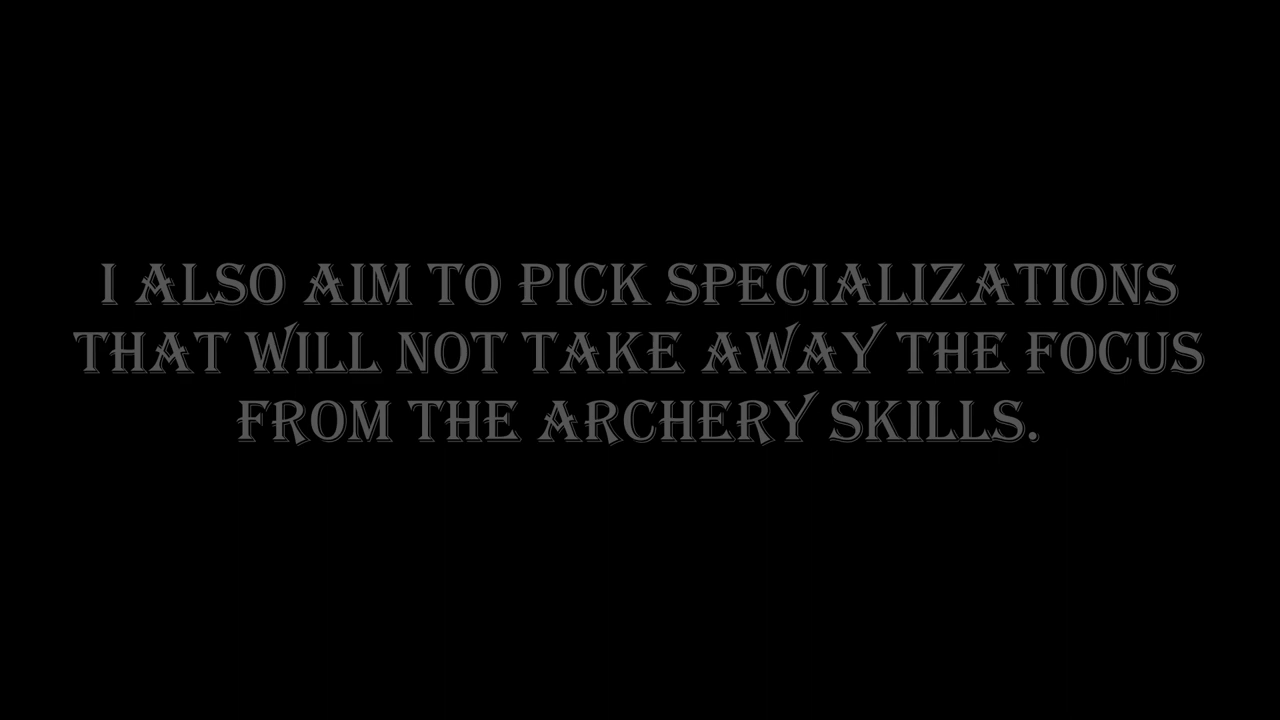 I ALSO AIM TO PICK SPECIALIZATIONS
THAT WILL NOT TAKE AWAY THE FOCUS
FROM THE ARCHERY SKILLS.